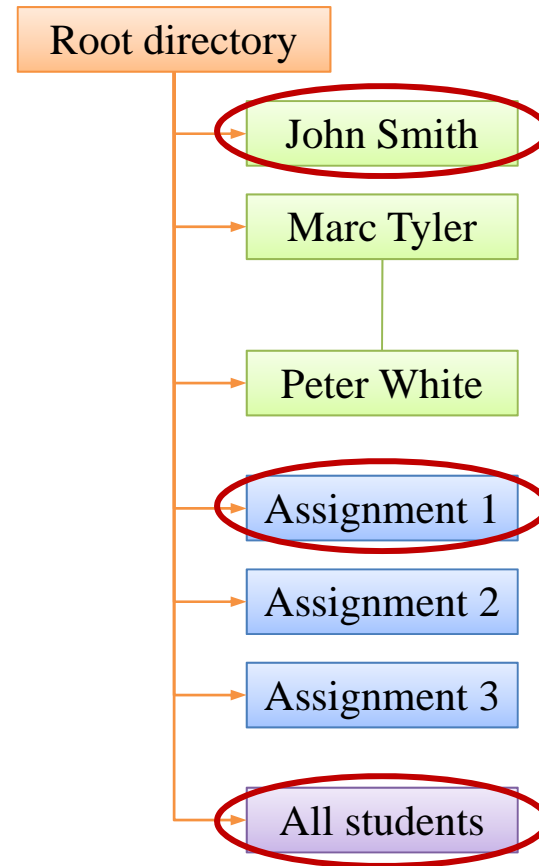 Root directory
John Smith
Marc Tyler
Peter White
Assignment 1
Assignment 2
Assignment 3
All students